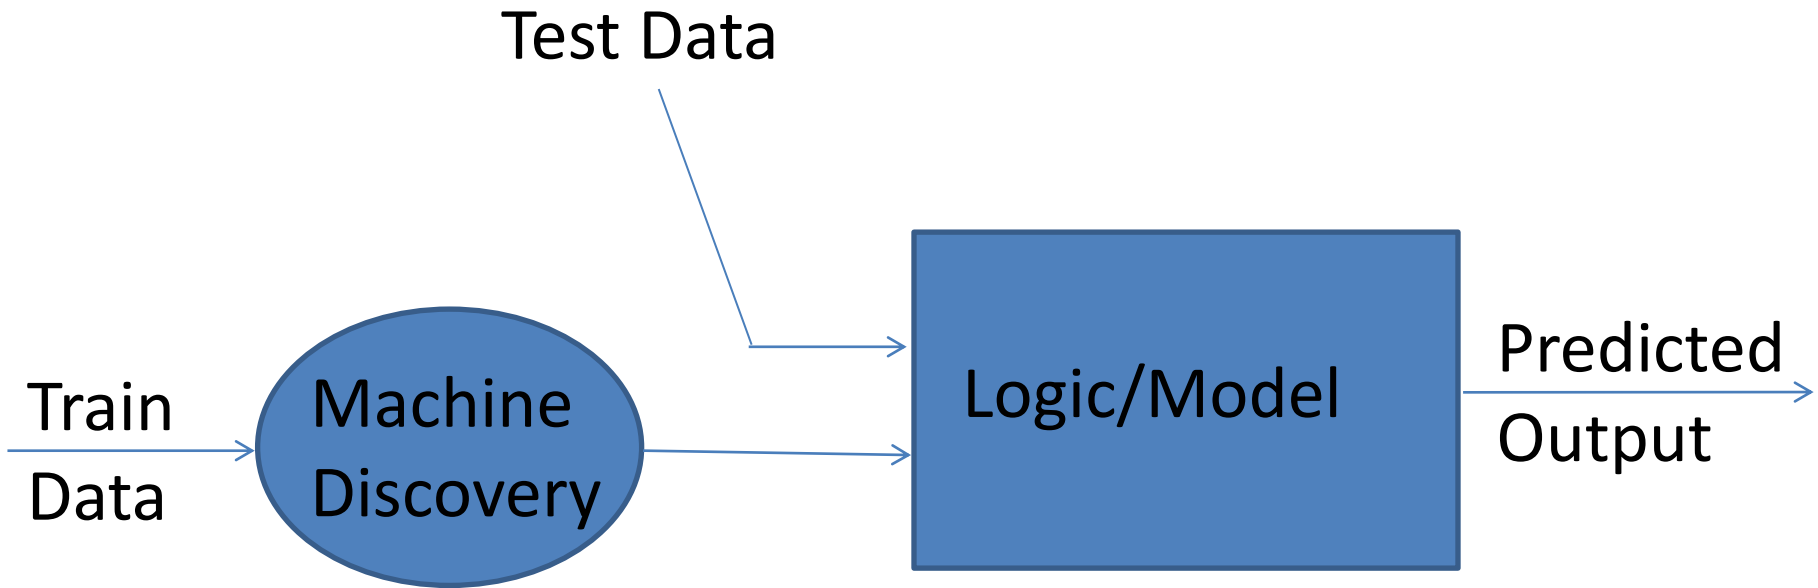 Test Data
Train
Data
Machine
Discovery
Logic/Model
Predicted
Output